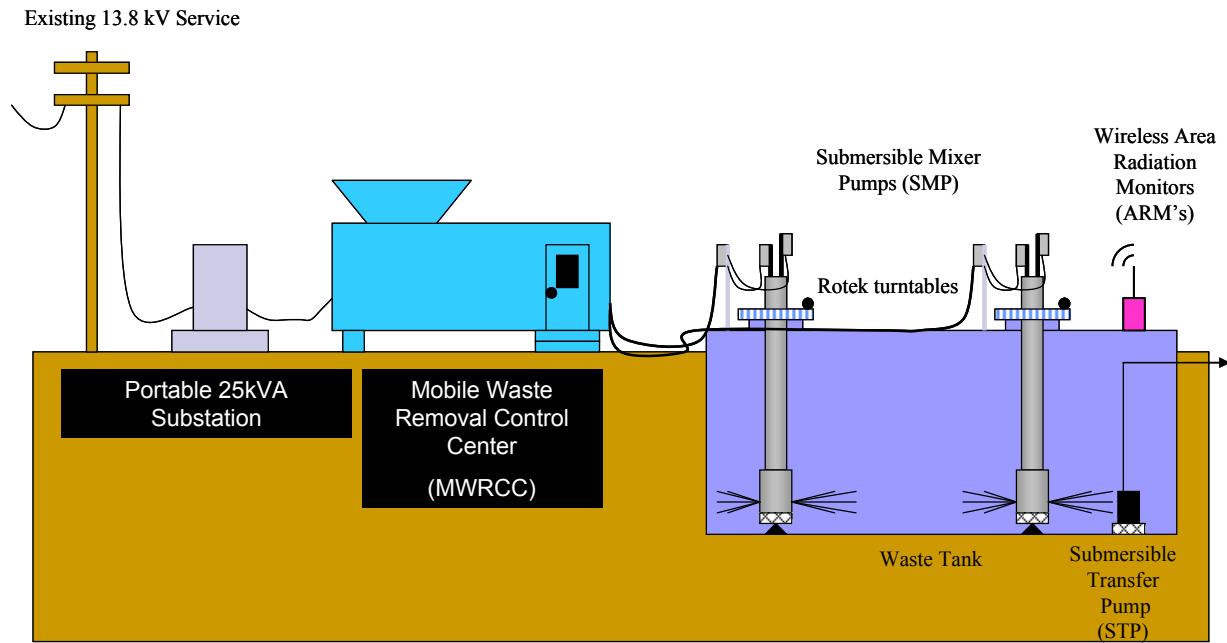 Existing 13.8 kV Service
Submersible Mixer
Pumps (SMP)
Wireless Area
Radiation
Monitors
(ARM's)
Rotek turntables
Portable 25kVA
Substation
Mobile Waste
Removal Control
Center
(MWRCC)
Waste Tank
Submersible
Transfer
Pump
(STP)